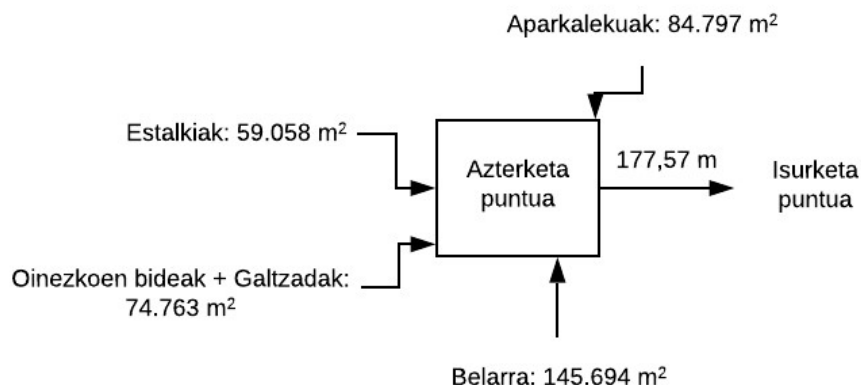 Aparkalekuak: 84.797 m²
Estalkiak: 59.058 m²
Azterketa
puntua
177,57 m
Isurketa
puntua
Oinezkoen bideak + Galtzadak:
74.763 m²
Belarra: 145.694 m²